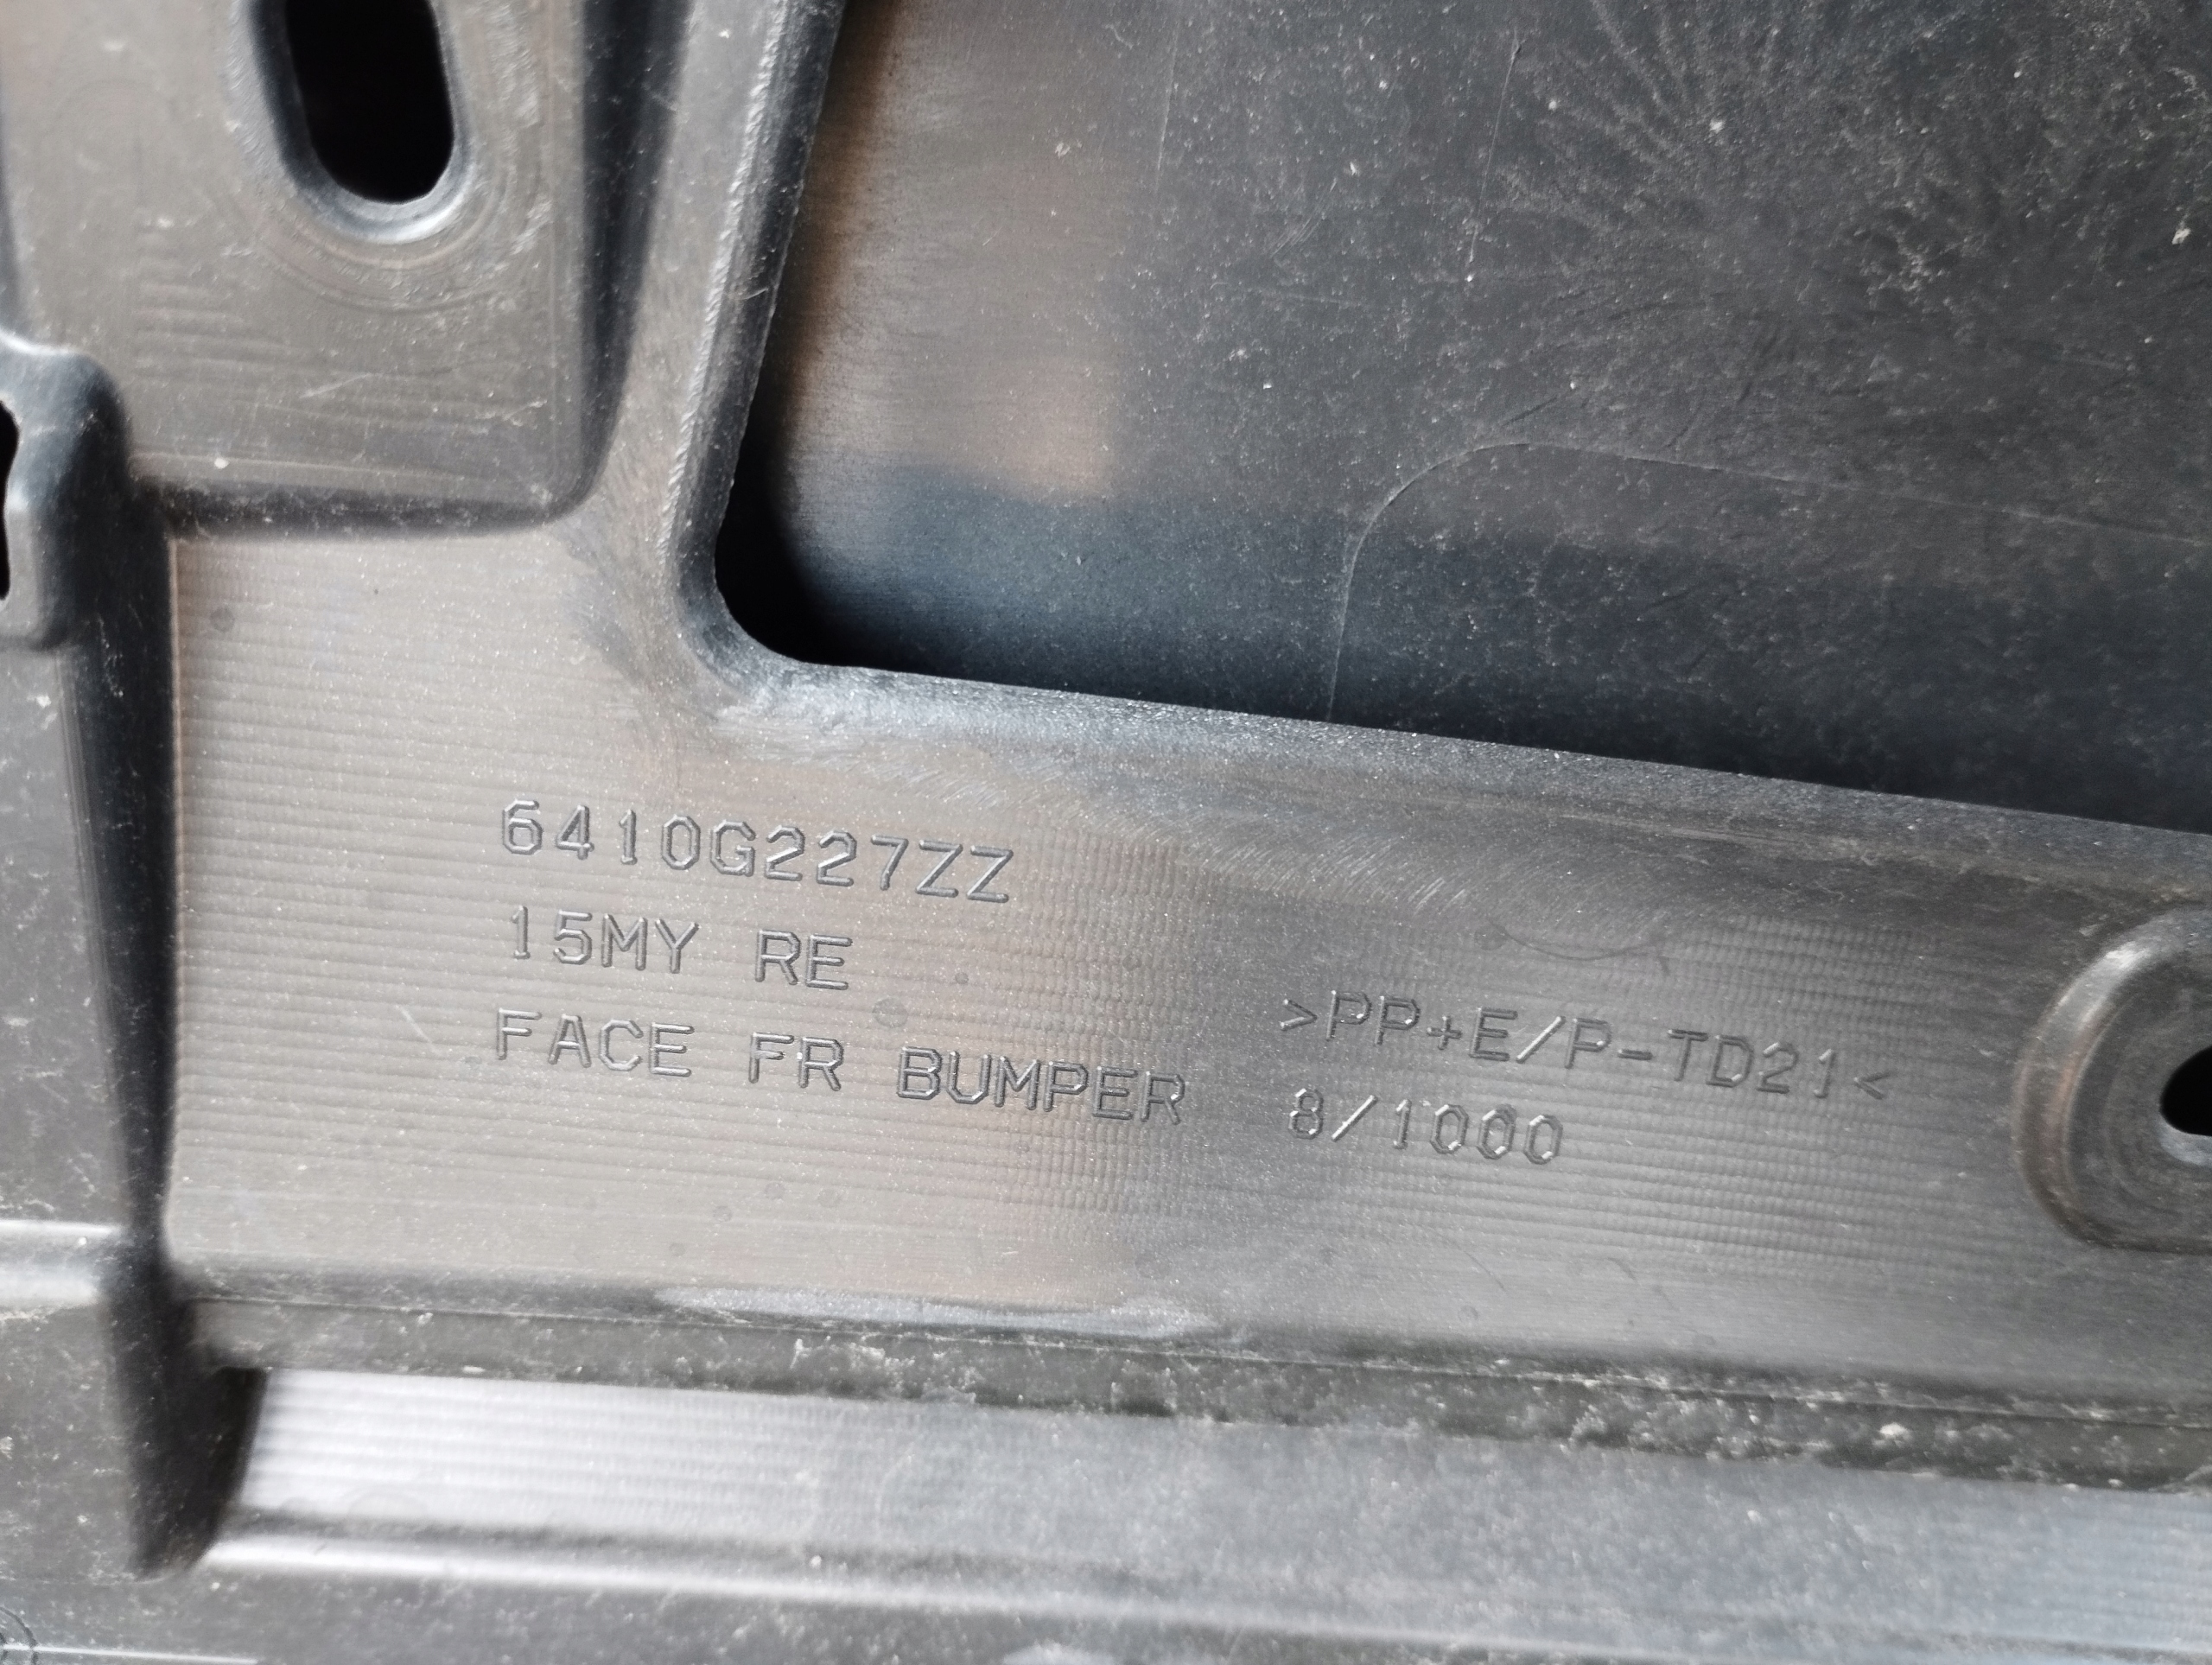 6410G227ZZ
15MY RE
FACE FR BUMPER
>PP+E/P-TD21<
8/1000